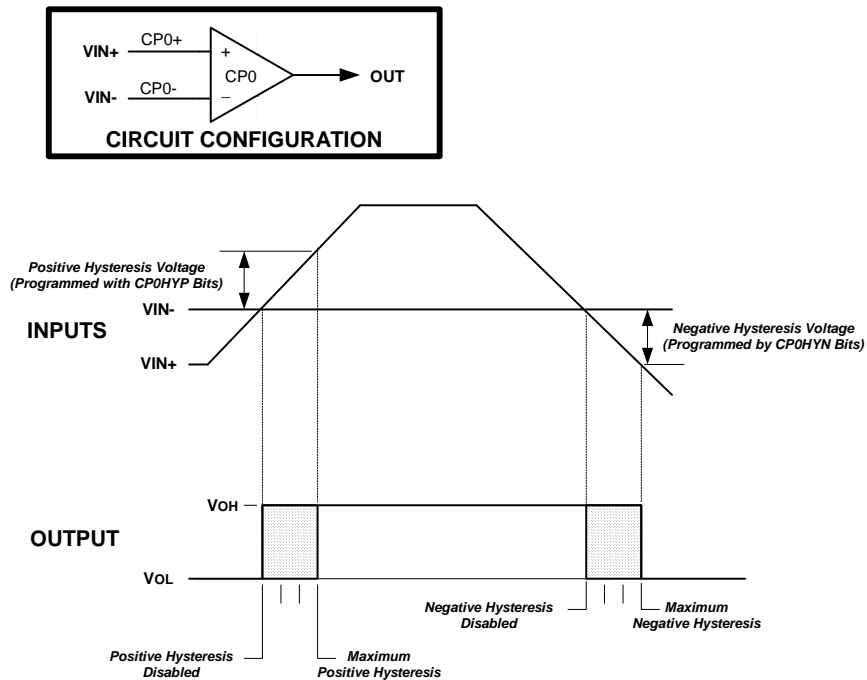 VIN+
CP0+
+
CP0
OUT
VIN-
CP0-
–
CIRCUIT CONFIGURATION
Positive Hysteresis Voltage
(Programmed with CP0HYP Bits)
VIN-
INPUTS
Negative Hysteresis Voltage
(Programmed by CP0HYN Bits)
VIN+
VOH
OUTPUT
VOL
Negative Hysteresis
Disabled
Maximum
Negative Hysteresis
Positive Hysteresis
Disabled
Maximum
Positive Hysteresis